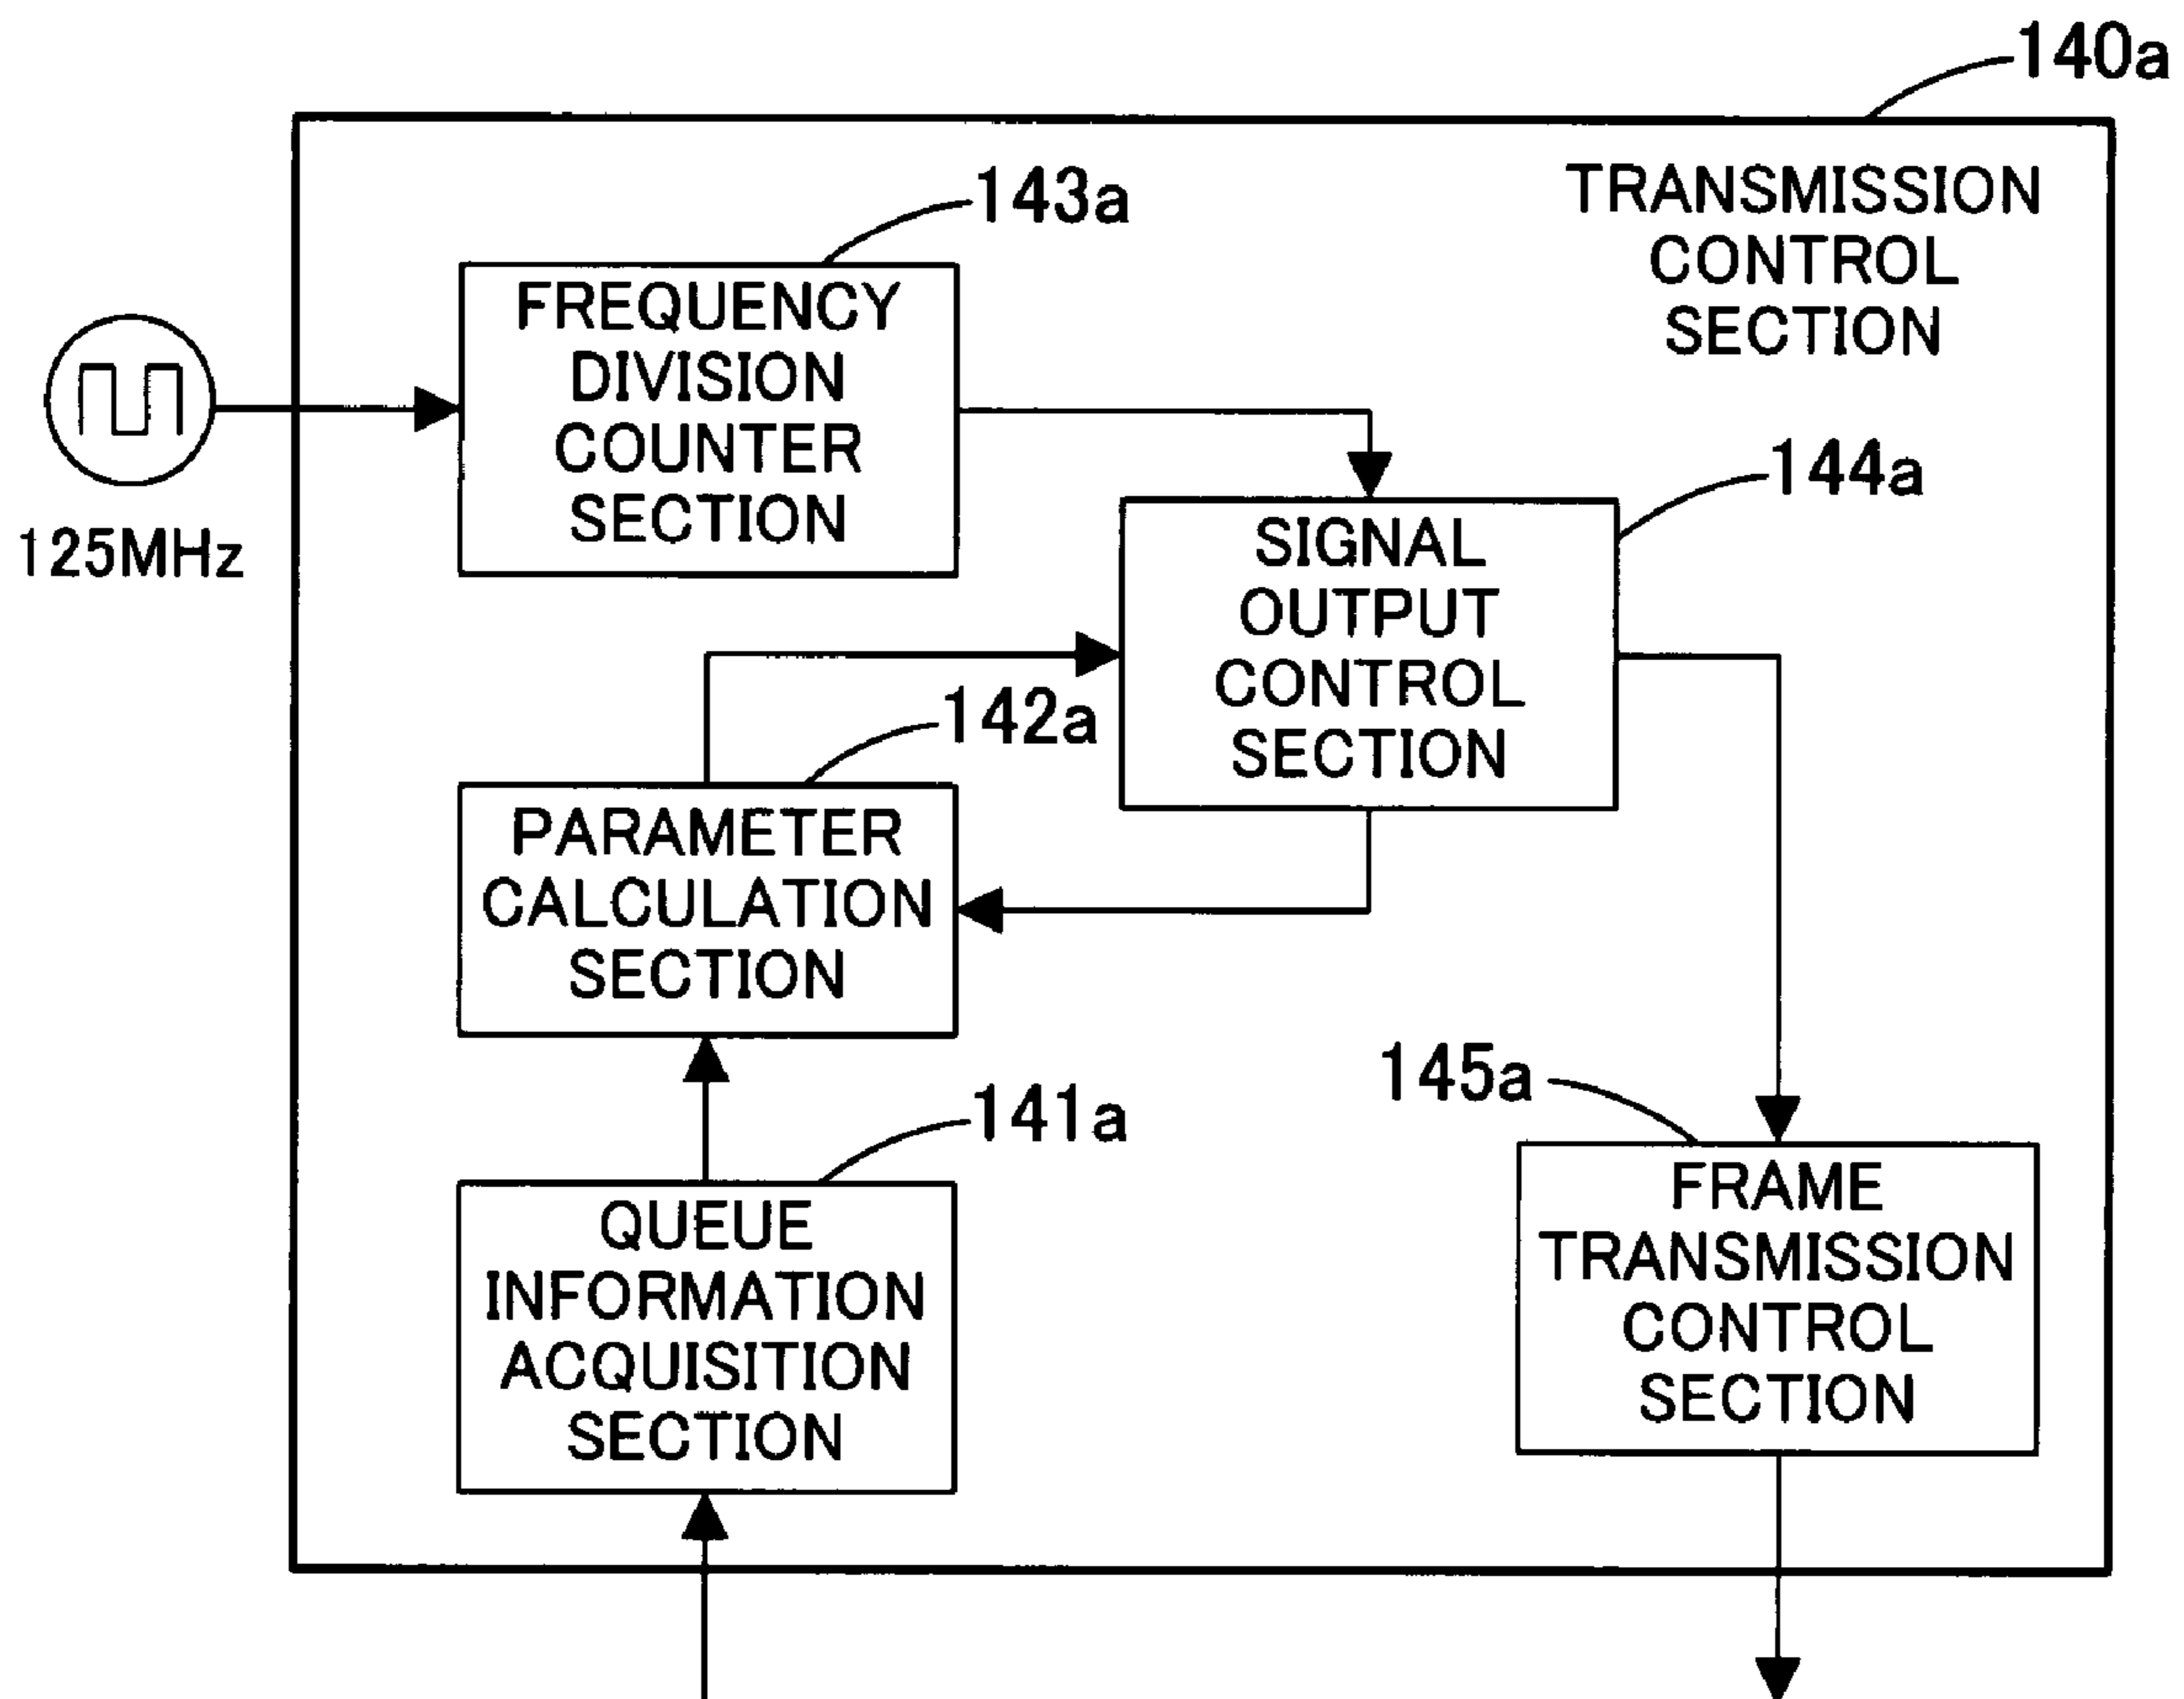 140a
TRANSMISSION
CONTROL
SECTION
143a
FREQUENCY
DIVISION
COUNTER
SECTION
125MHz
144a
SIGNAL
OUTPUT
CONTROL
SECTION
142a
PARAMETER
CALCULATION
SECTION
145a
FRAME
TRANSMISSION
CONTROL
SECTION
141a
QUEUE
INFORMATION
ACQUISITION
SECTION